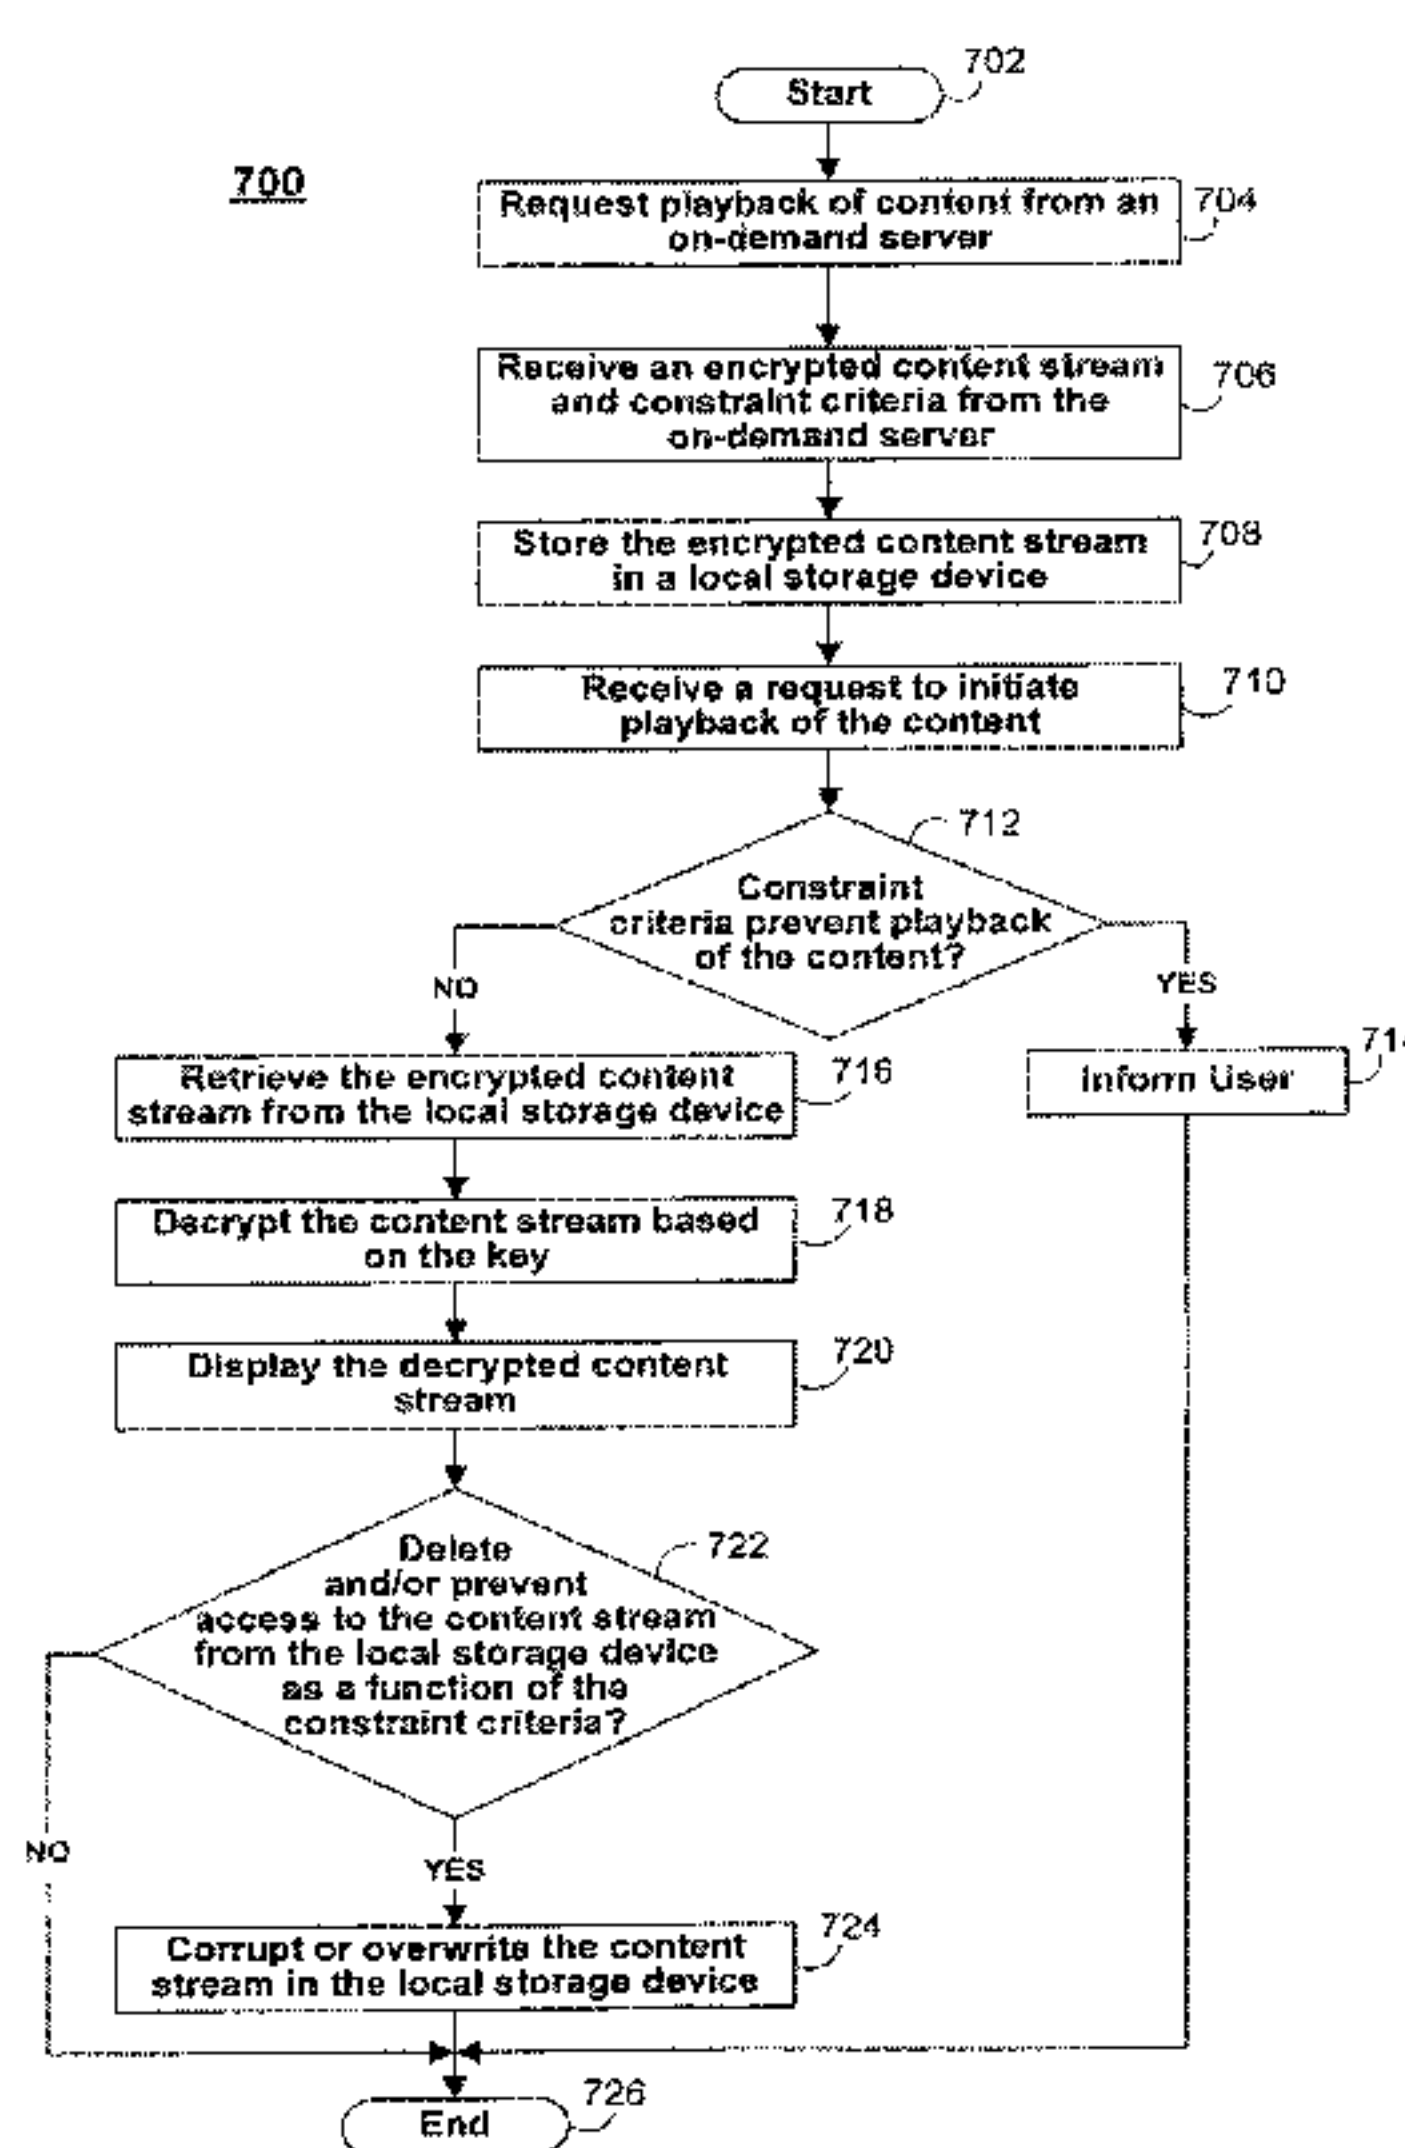 702
Start
700
Request playback of content from an
on-demand server
704
Receive an encrypted content stream
and constraint criteria from the
on-demand server
706
Store the encrypted content stream
in a local storage device
708
Receive a request to initiate
playback of the content
710
712
Constraint
criteria prevent playback
of the content?
NO
YES
Retrieve the encrypted content
stream from the local storage device
716
Inform User
714
Decrypt the content stream based
on the key
718
Display the decrypted content
stream
720
722
Delete
and/or prevent
access to the content stream
from the local storage device
as a function of the
constraint criteria?
NO
YES
Corrupt or overwrite the content
stream in the local storage device
724
End
726